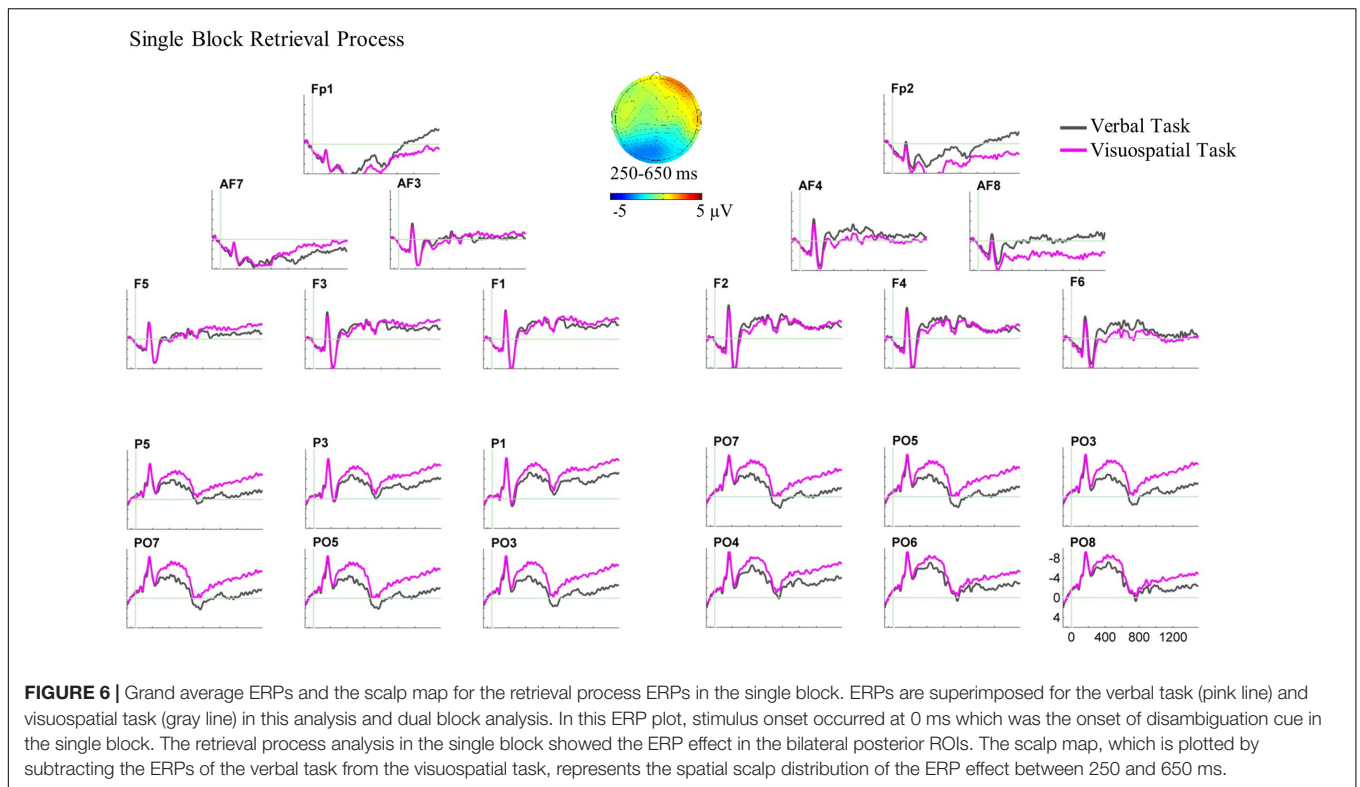 Single Block Retrieval Process
Fp1
Fp2
Verbal Task
Visuospatial Task
250-650 ms
-5 5 µV
AF7
AF3
AF4
AF8
F5
F3
F1
F2
F4
F6
P5
P3
P1
PO7
PO5
PO3
PO7
PO5
PO3
PO4
PO6
PO8
-8
-4
0
4
0 400 800 1200
FIGURE 6 | Grand average ERPs and the scalp map for the retrieval process ERPs in the single block. ERPs are superimposed for the verbal task (pink line) and
visuospatial task (gray line) in this analysis and dual block analysis. In this ERP plot, stimulus onset occurred at 0 ms which was the onset of disambiguation cue in
the single block. The retrieval process analysis in the single block showed the ERP effect in the bilateral posterior ROIs. The scalp map, which is plotted by
subtracting the ERPs of the verbal task from the visuospatial task, represents the spatial scalp distribution of the ERP effect between 250 and 650 ms.